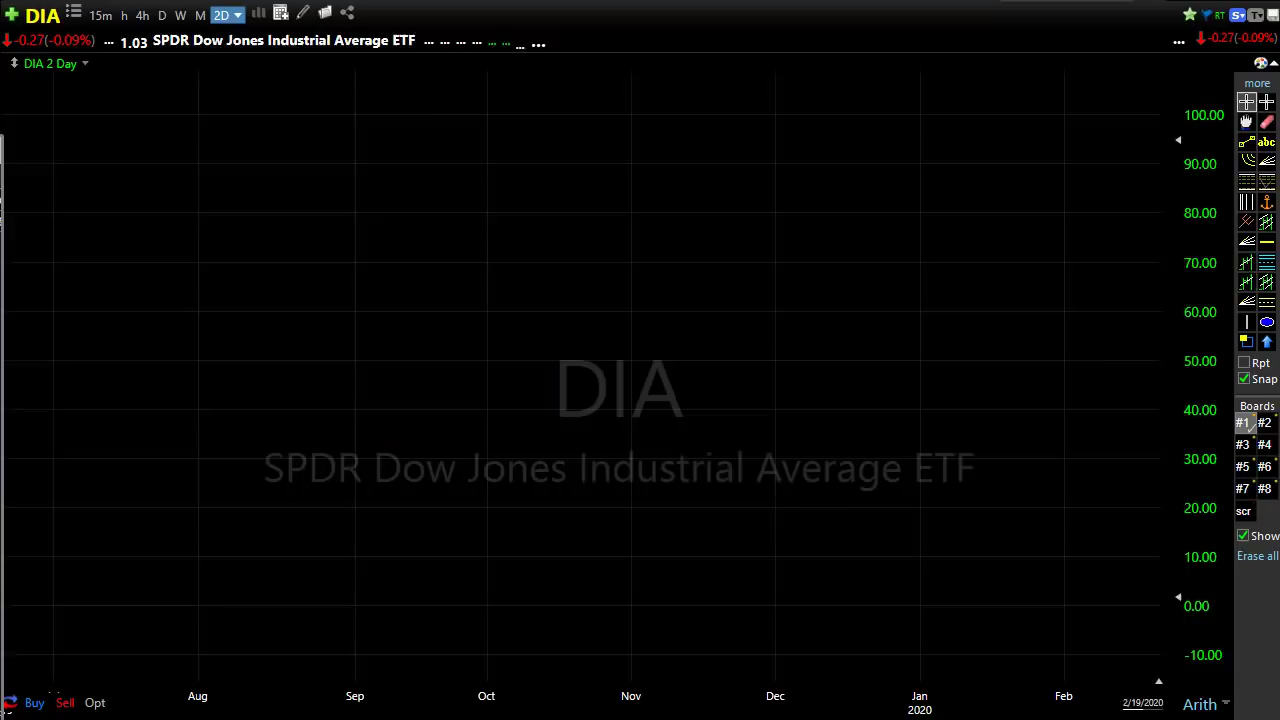 DIA 15m h 4h D W M 2D RT S T
-0.27(-0.09%) ... 1.03 SPDR Dow Jones Industrial Average ETF ... ... ... ... ... ... ... ... ... -0.27(-0.09%)
DIA 2 Day
more
100.00
90.00
abc
80.00
70.00
60.00
50.00
Rpt
Snap
DIA
40.00
Boards
#1 #2
#3 #4
30.00
SPDR Dow Jones Industrial Average ETF
#5 #6
#7 #8
20.00
scr
Show
10.00
Erase all
0.00
-10.00
Aug Sep Oct Nov Dec Jan Feb
Buy Sell Opt 2/19/2020 Arith
2020